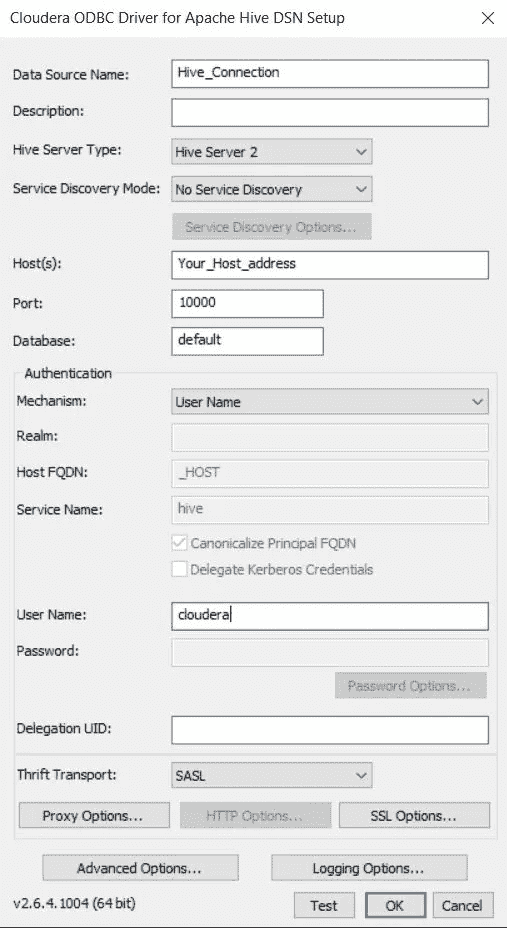 Cloudera ODBC Driver for Apache Hive DSN Setup
Data Source Name: Hive_Connection
Description:
Hive Server Type: Hive Server 2
Service Discovery Mode: No Service Discovery
Service Discovery Options...
Host(s): Your_Host_address
Port: 10000
Database: default
Authentication
Mechanism: User Name
Realm:
Host FQDN: _HOST
Service Name: hive
Canonicalize Principal FQDN
Delegate Kerberos Credentials
User Name: cloudera
Password:
Password Options...
Delegation UID:
Thrift Transport: SASL
Proxy Options... HTTP Options... SSL Options...
Advanced Options... Logging Options...
v2.6.4.1004 (64 bit) Test OK Cancel